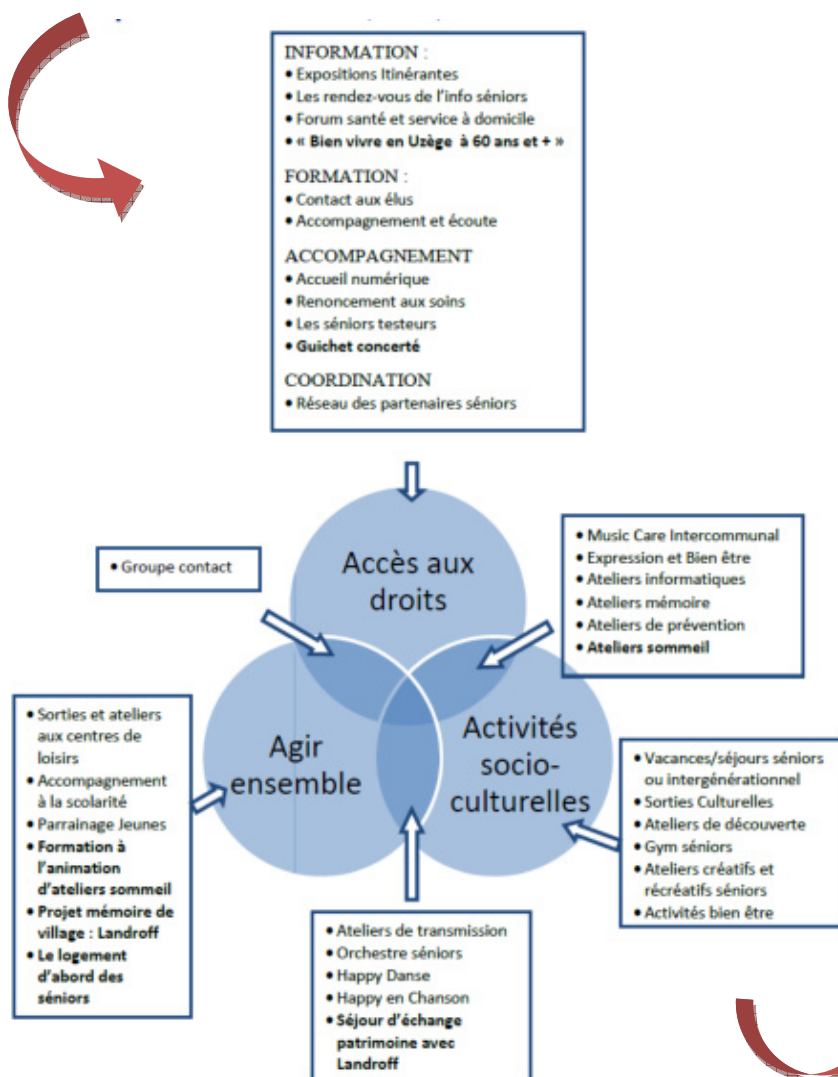 INFORMATION :
• Expositions Itinérantes
• Les rendez-vous de l'info séniors
• Forum santé et service à domicile
• « Bien vivre en Uzège à 60 ans et + »
FORMATION :
• Contact aux élus
• Accompagnement et écoute
ACCOMPAGNEMENT
• Accueil numérique
• Renoncement aux soins
• Les séniors testeurs
• Guichet concerté
COORDINATION
• Réseau des partenaires séniors
• Groupe contact
Accès aux
droits
• Music Care Intercommunal
• Expression et Bien être
• Ateliers informatiques
• Ateliers mémoire
• Ateliers de prévention
• Ateliers sommeil
• Sorties et ateliers
aux centres de
loisirs
• Accompagnement
à la scolarité
• Parrainage Jeunes
• Formation à
l'animation
d'ateliers sommeil
• Projet mémoire de
village : Landroff
• Le logement
d'abord des
séniors
Agir
ensemble
Activités
socio-
culturelles
• Vacances/séjours séniors
ou intergénérationnel
• Sorties Culturelles
• Ateliers de découverte
• Gym séniors
• Ateliers créatifs et
récréatifs séniors
• Activités bien être
• Ateliers de transmission
• Orchestre séniors
• Happy Danse
• Happy en Chanson
• Séjour d'échange
patrimoine avec
Landroff